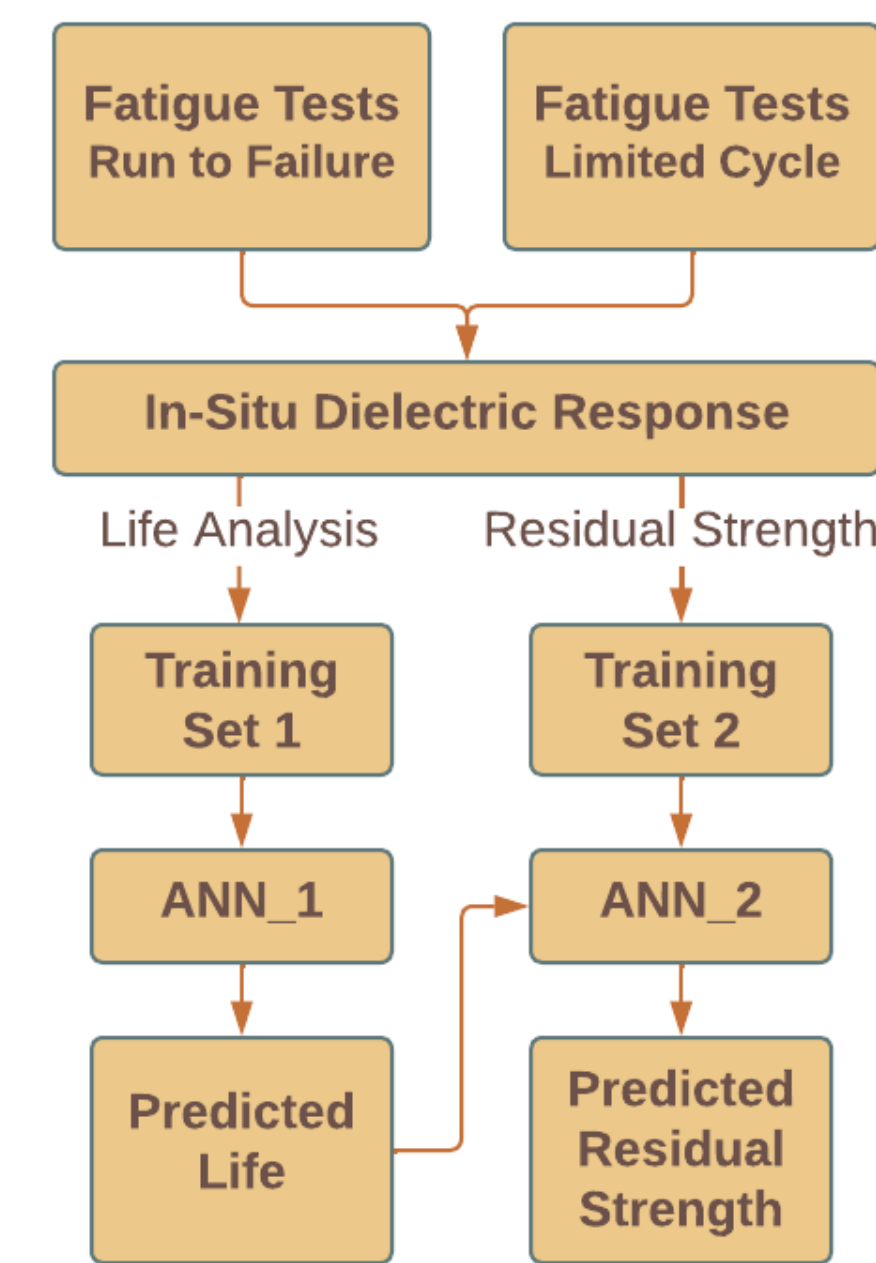 Fatigue Tests
Run to Failure
Fatigue Tests
Limited Cycle
In-Situ Dielectric Response
Life Analysis
Residual Strength
Training
Set 1
Training
Set 2
ANN_1
ANN_2
Predicted
Life
Predicted
Residual
Strength